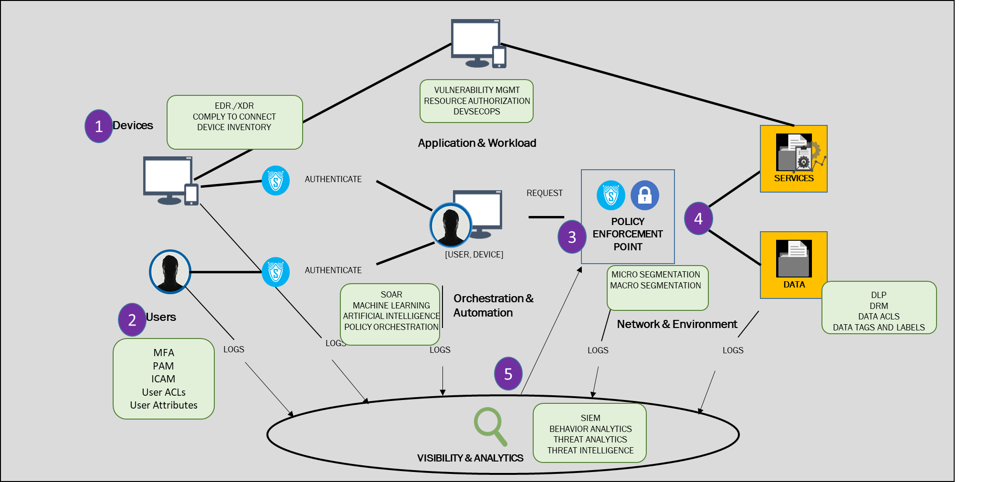 VULNERABILITY MGMT
RESOURCE AUTHORIZATION
DEVSECOPS
Application & Workload
1
Devices
EDR./XDR
COMPLY TO CONNECT
DEVICE INVENTORY
S
AUTHENTICATE
S
AUTHENTICATE
[USER, DEVICE]
REQUEST
S
POLICY
ENFORCEMENT
POINT
3
4
SERVICES
DATA
MICRO SEGMENTATION
MACRO SEGMENTATION
Network & Environment
DLP
DRM
DATA ACLS
DATA TAGS AND LABELS
2
Users
MFA
PAM
ICAM
User ACLs
User Attributes
SOAR
MACHINE LEARNING
ARTIFICIAL INTELLIGENCE
POLICY ORCHESTRATION
Orchestration &
Automation
LOGS
LOGS
LOGS
LOGS
LOGS
5
SIEM
BEHAVIOR ANALYTICS
THREAT ANALYTICS
THREAT INTELLIGENCE
VISIBILITY & ANALYTICS